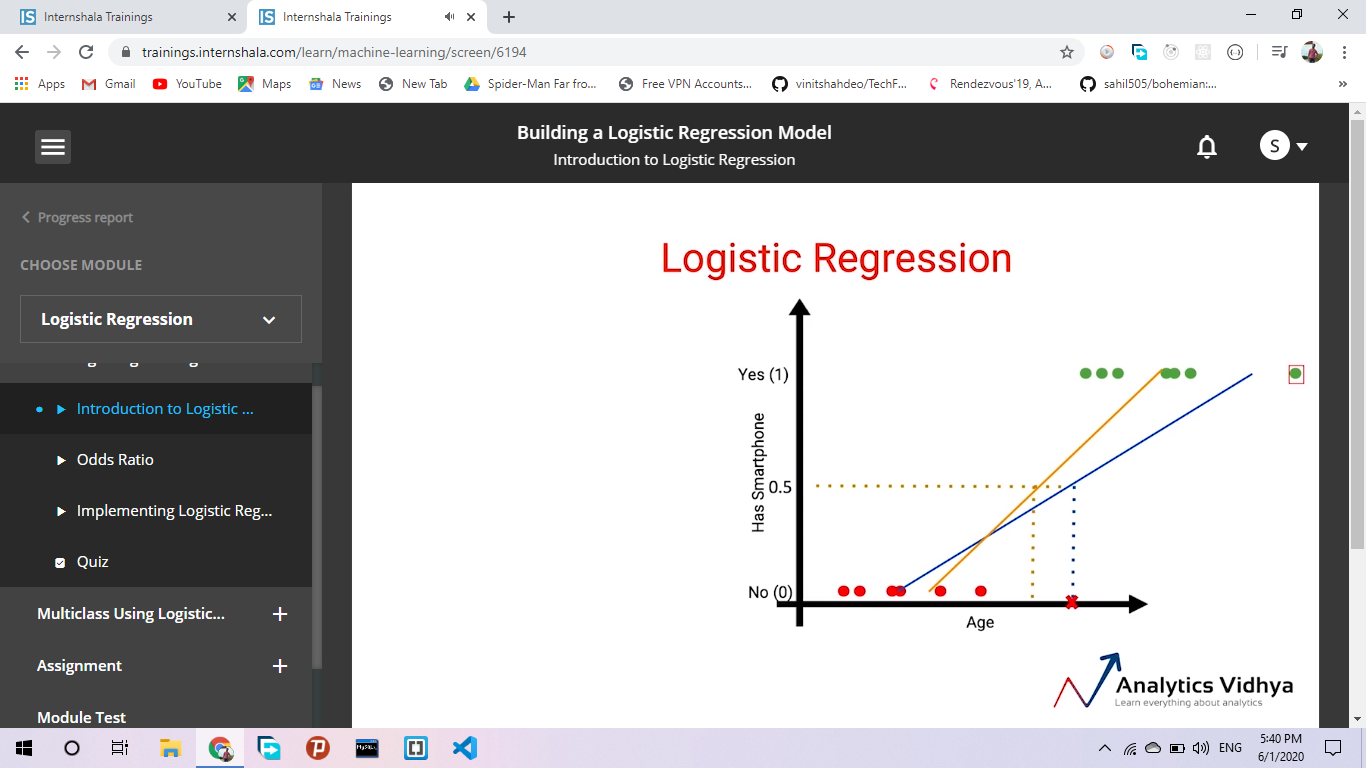 Internshala Trainings
Internshala Trainings
trainings.internshala.com/learn/machine-learning/screen/6194
Apps
Gmail
YouTube
Maps
News
New Tab
Spider-Man Far fro...
Free VPN Accounts...
vinitshahdeo/TechF...
Rendezvous'19, A...
sahil505/bohemian:...
»
Building a Logistic Regression Model
Introduction to Logistic Regression
S
Progress report
CHOOSE MODULE
Logistic Regression
Introduction to Logistic ...
Odds Ratio
Implementing Logistic Reg...
Quiz
Multiclass Using Logistic...
Assignment
Module Test
Logistic Regression
Yes (1)
Has Smartphone
0.5
No (0)
Age
Analytics Vidhya
Learn everything about analytics
ENG
5:40 PM
6/1/2020